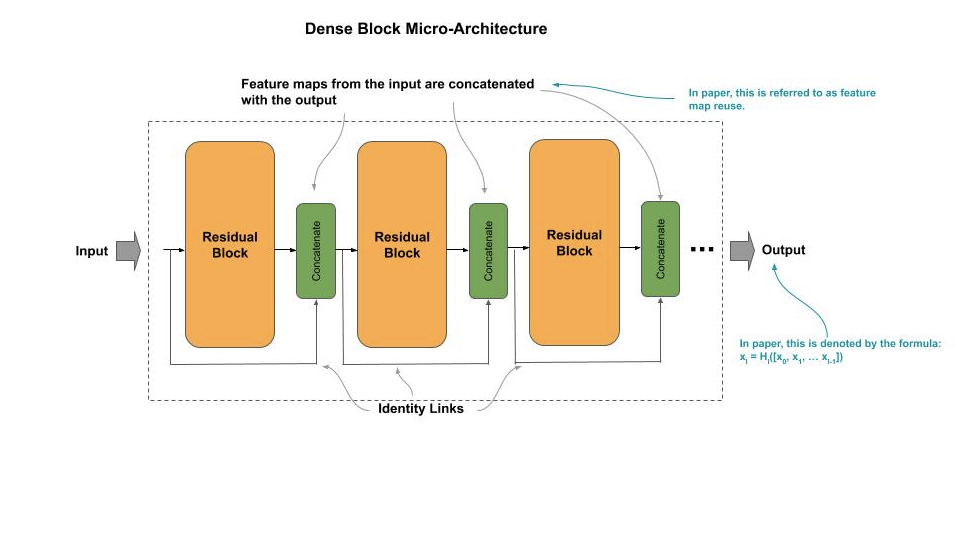 Dense Block Micro-Architecture
Feature maps from the input are concatenated
with the output
In paper, this is referred to as feature
map reuse.
Input
Residual
Block
Concatenate
Residual
Block
Concatenate
Residual
Block
Concatenate
...
Output
In paper, this is denoted by the formula:
xₗ = Hₗ([x₀, x₁, … xₗ₋₁])
Identity Links